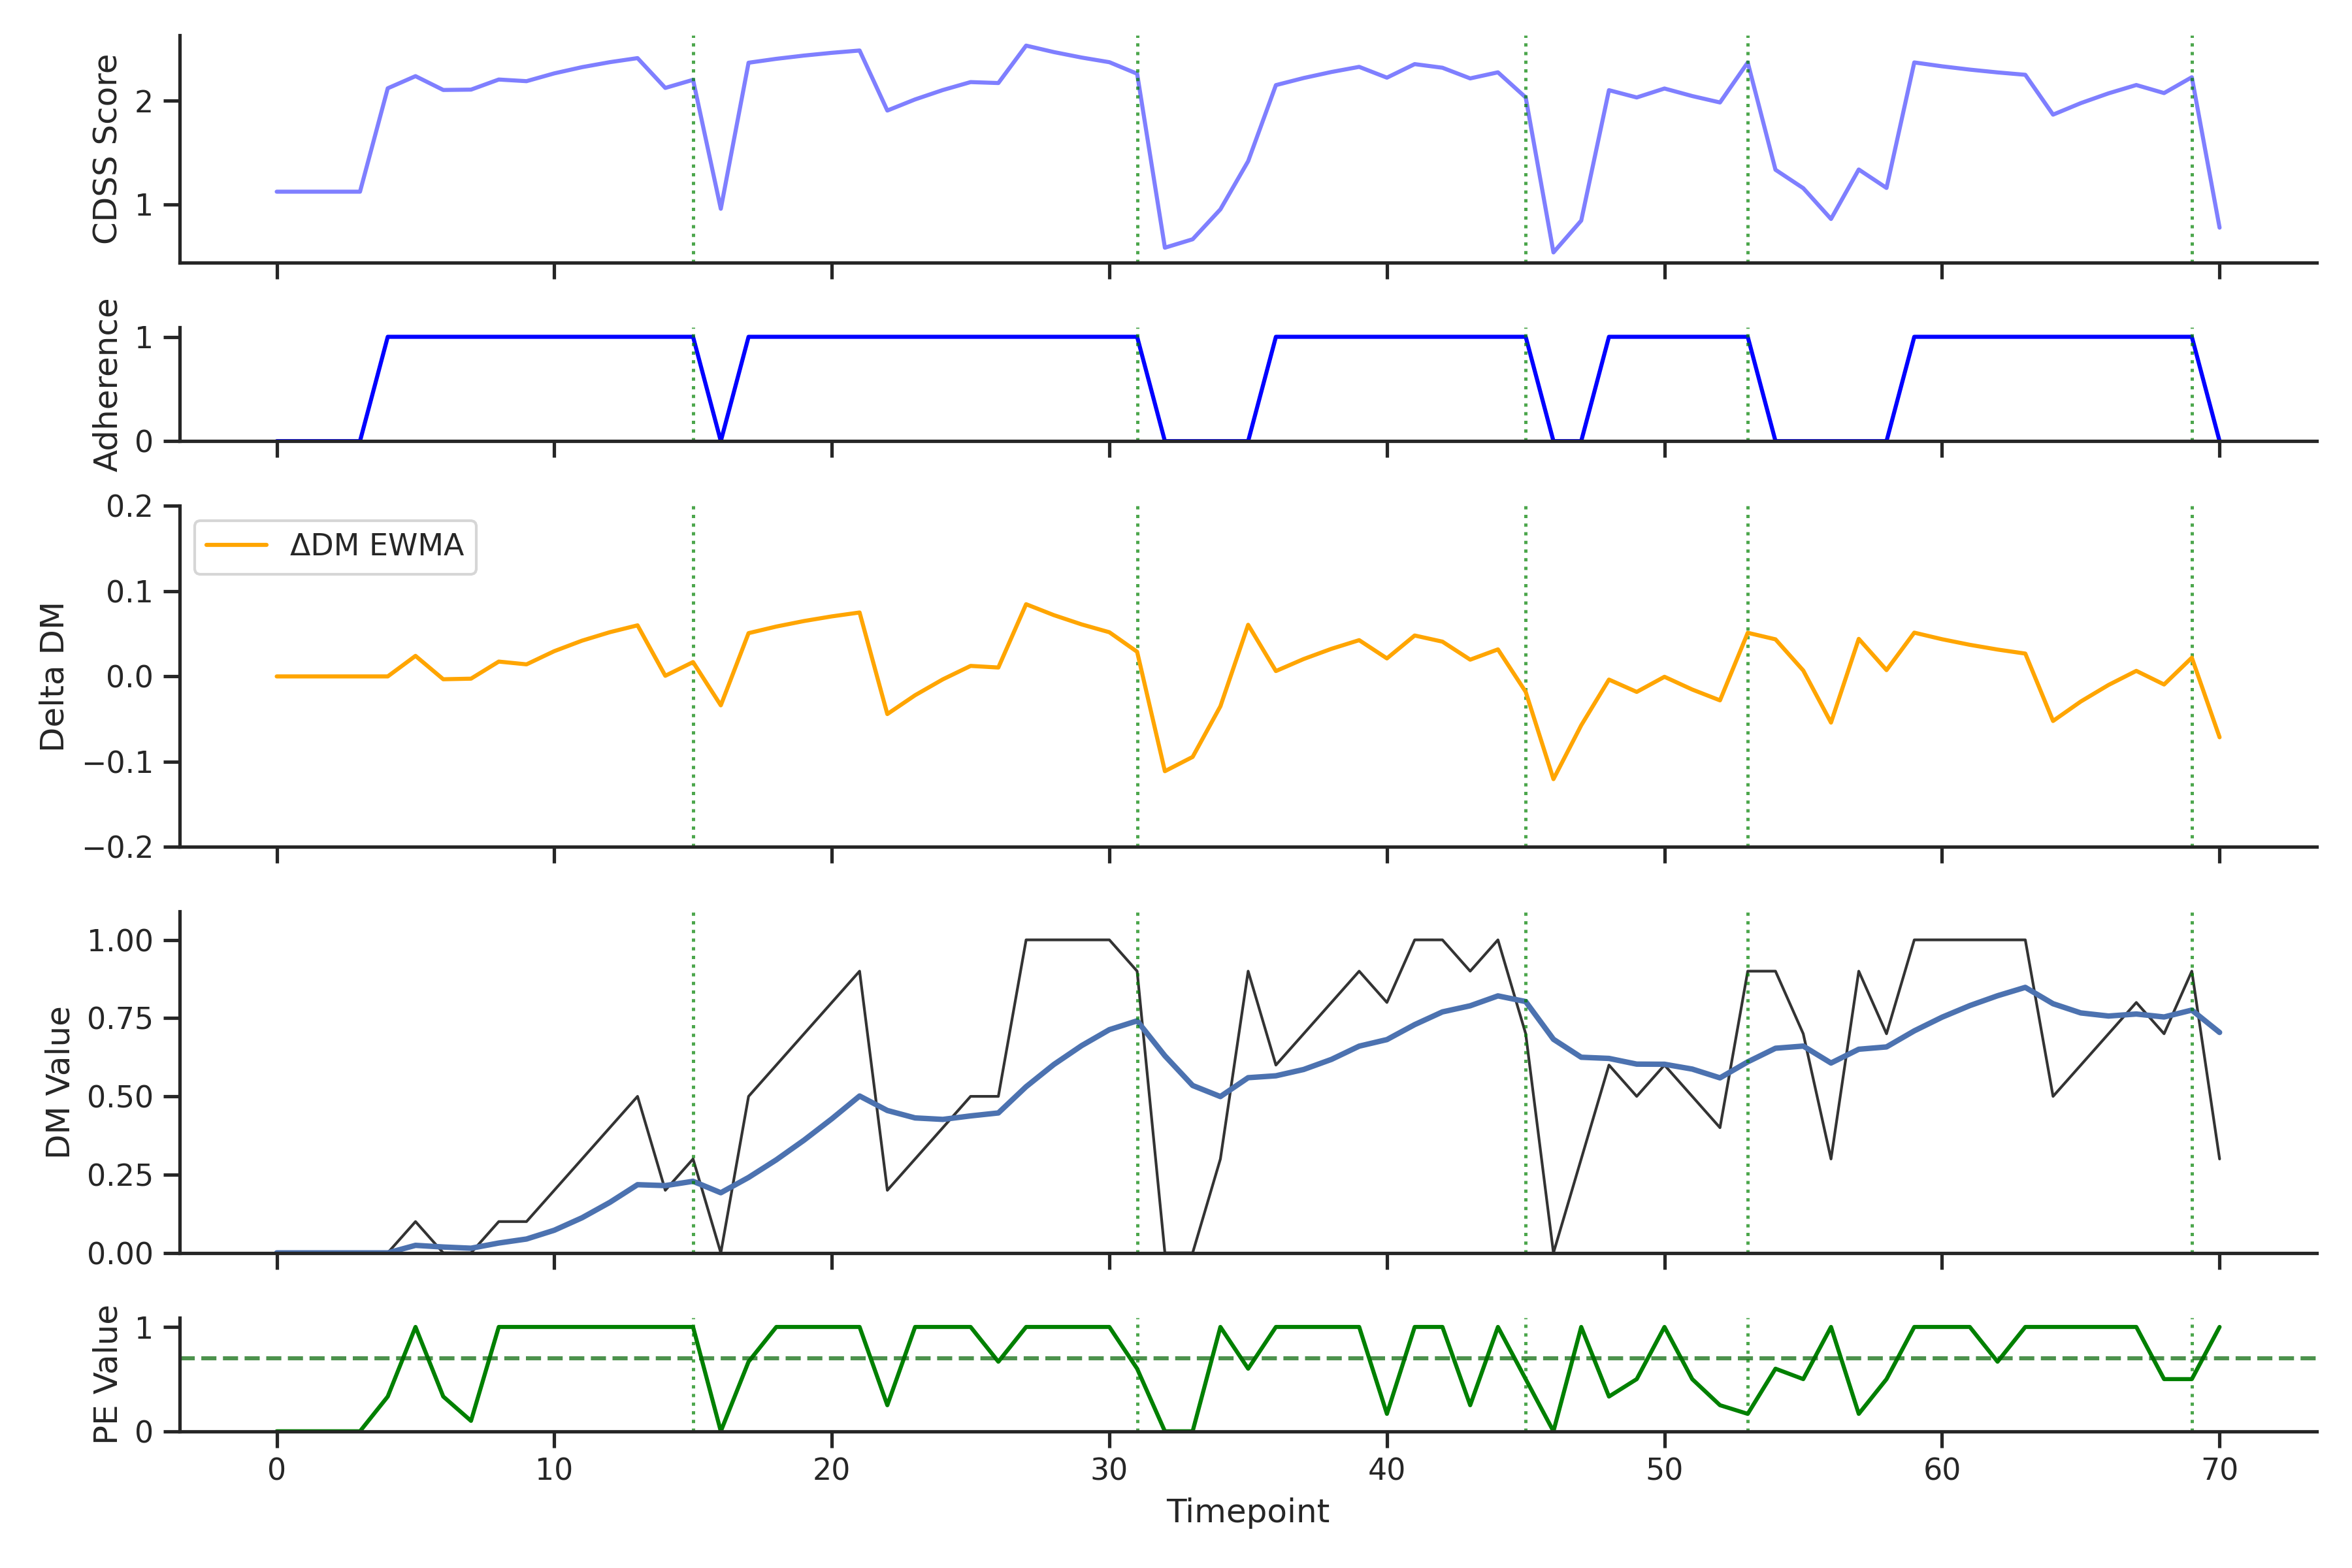 CDSS Score
2
1
Adherence
1
0
Delta DM
0.2
0.1
0.0
−0.1
−0.2
ΔDM EWMA
DM Value
1.00
0.75
0.50
0.25
0.00
PE Value
1
0
0 10 20 30 40 50 60 70
Timepoint